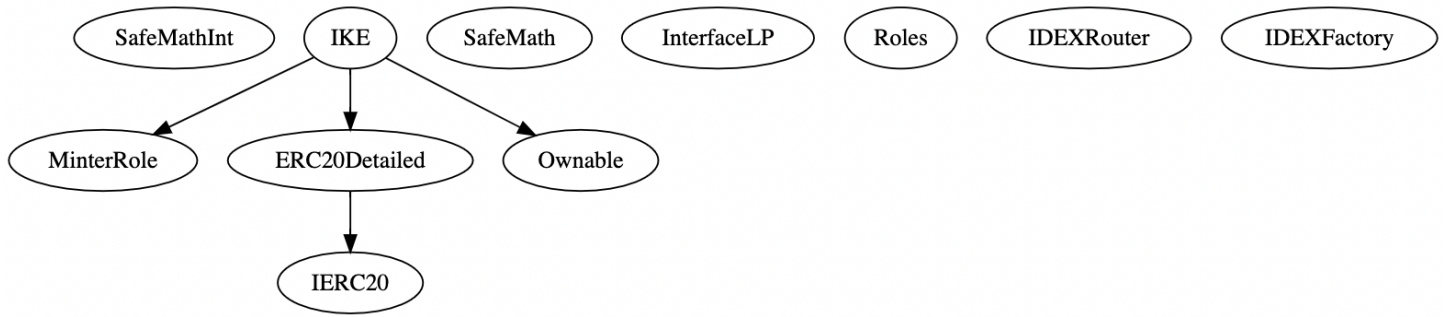 SafeMathInt
IKE
SafeMath
InterfaceLP
Roles
IDEXRouter
IDEXFactory
MinterRole
ERC20Detailed
Ownable
IERC20